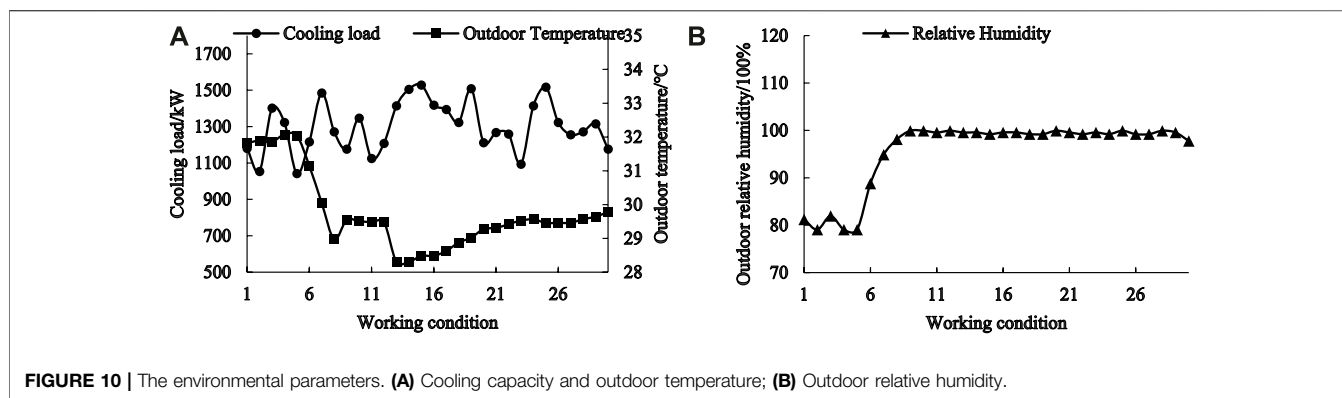 A
Cooling load
Outdoor Temperature
Cooling load/kW
1700
1500
1300
1100
900
700
500
35
34
33
32
31
30
29
28
Outdoor temperature/°C
1 6 11 16 21 26
Working condition
B
Relative Humidity
Outdoor relative humidity/100%
120
110
100
90
80
70
1 6 11 16 21 26
Working condition
FIGURE 10 | The environmental parameters. (A) Cooling capacity and outdoor temperature; (B) Outdoor relative humidity.